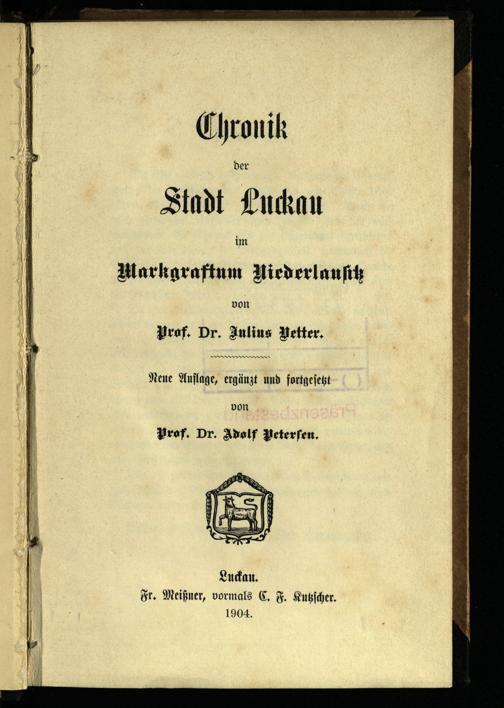 Chronik
der
Stadt Luckau
im
Markgraftum Niederlausitz
von
Prof. Dr. Julius Vetter.
Neue Auflage, ergänzt und fortgesetzt
von
Präsenzbestand
Prof. Dr. Adolf Petersen.
Luckau.
Fr. Meißner, vormals C. F. Kutzscher.
1904.